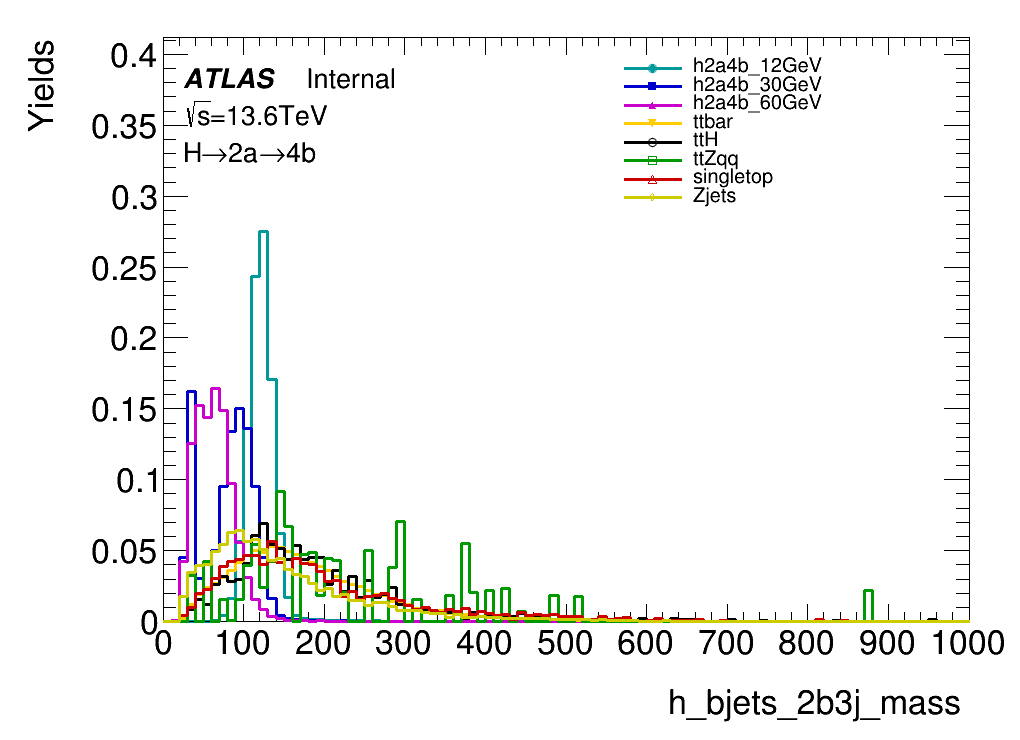 Yields
0.4
0.35
0.3
0.25
0.2
0.15
0.1
0.05
0
ATLAS Internal
√s=13.6TeV
H→2a→4b
h2a4b_12GeV
h2a4b_30GeV
h2a4b_60GeV
ttbar
ttH
ttZqq
singletop
Zjets
0 100 200 300 400 500 600 700 800 900 1000
h_bjets_2b3j_mass